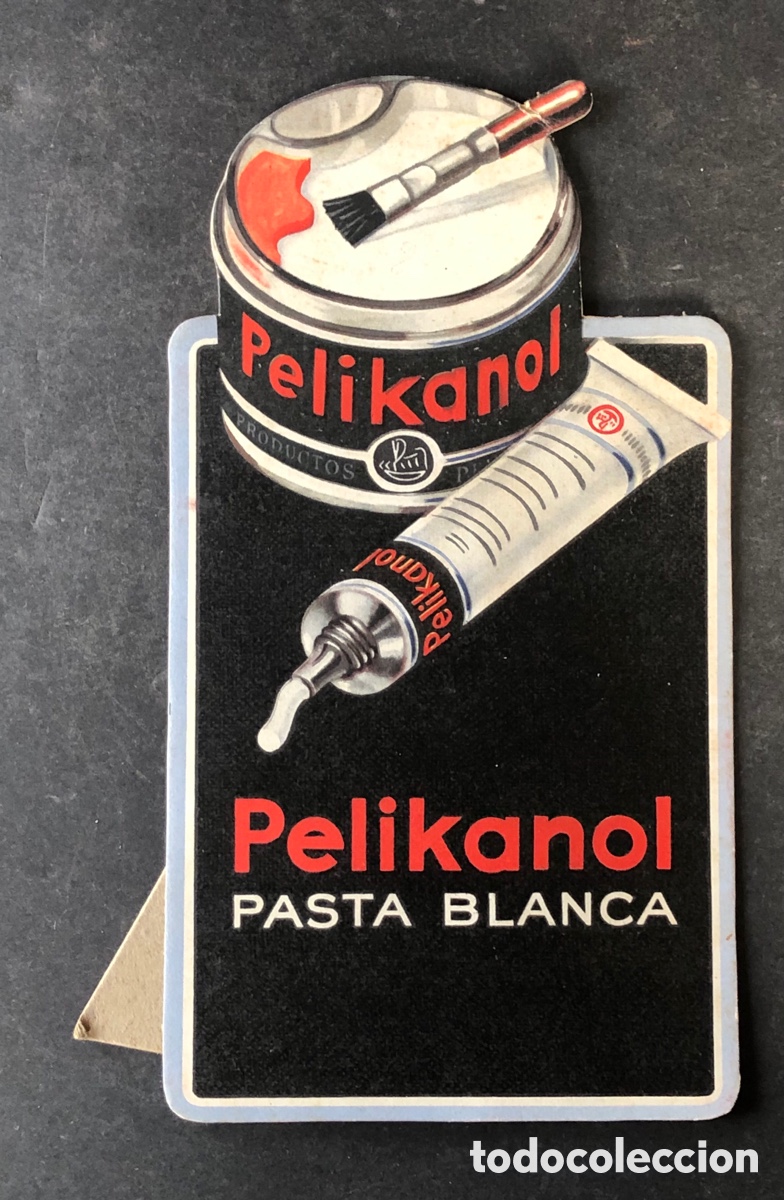 Pelikanol
PRODUCTOS
Pelikanol
Pelikanol
PASTA BLANCA
todocoleccion